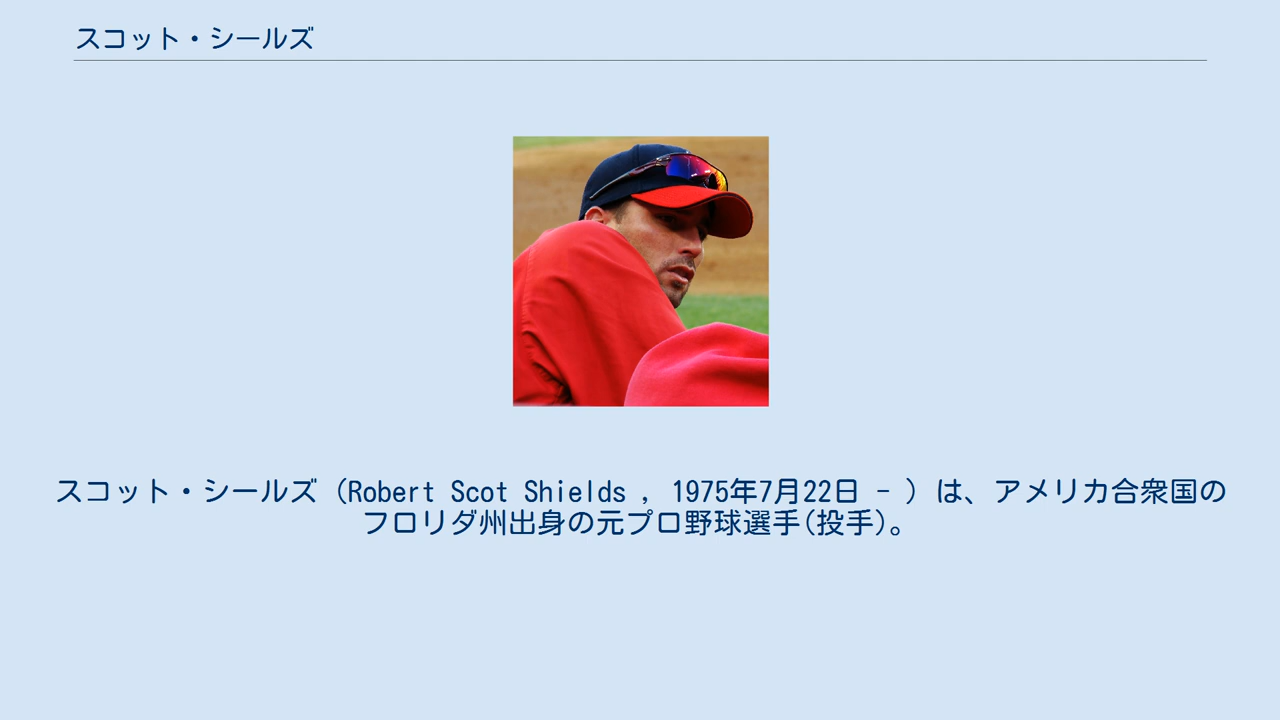 スコット・シールズ
スコット・シールズ（Robert Scot Shields , 1975年7月22日 - ）は、アメリカ合衆国の
フロリダ州出身の元プロ野球選手(投手)。